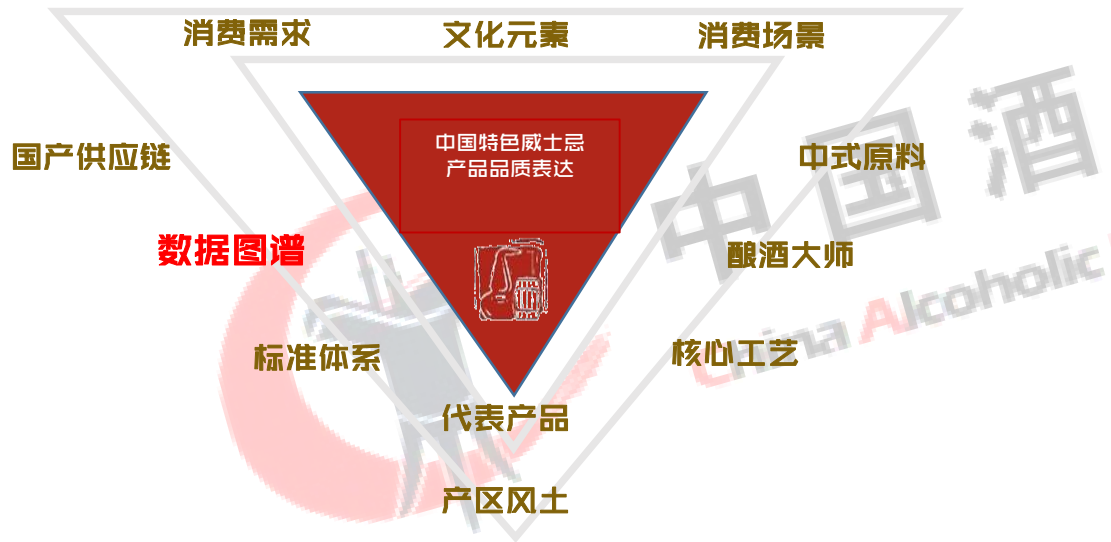 消费需求
文化元素
消费场景
国产供应链
中国特色威士忌
产品品质表达
中式原料
数据图谱
酿酒大师
标准体系
核心工艺
代表产品
产区风土
中国酒
China Alcoholic